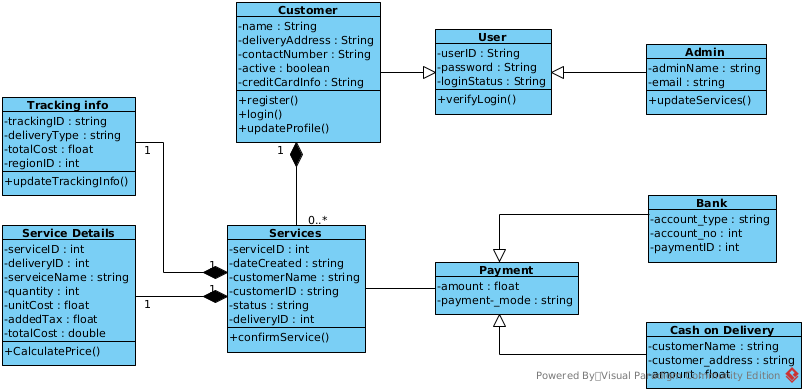 Customer
-name : String
-deliveryAddress : String
-contactNumber : String
-active : boolean
-creditCardInfo : String
+register()
+login()
+updateProfile()
User
-userID : String
-password : String
-loginStatus : String
+verifyLogin()
Admin
-adminName : string
-email : string
+updateServices()
Tracking info
-trackingID : string
-deliveryType : string
-totalCost : float
-regionID : int
+updateTrackingInfo()
1
1
0..*
Service Details
-serviceID : int
-deliveryID : int
-serveiceName : string
-quantity : int
-unitCost : float
-addedTax : float
-totalCost : double
+CalculatePrice()
1
1
1
Services
-serviceID : int
-dateCreated : string
-customerName : string
-customerID : string
-status : string
-deliveryID : int
+confirmService()
Payment
-amount : float
-payment-_mode : string
Bank
-account_type : string
-account_no : int
-paymentID : int
Cash on Delivery
-customerName : String
-customer_address : string
-amount : float
Powered By Visual Paradigm Community Edition